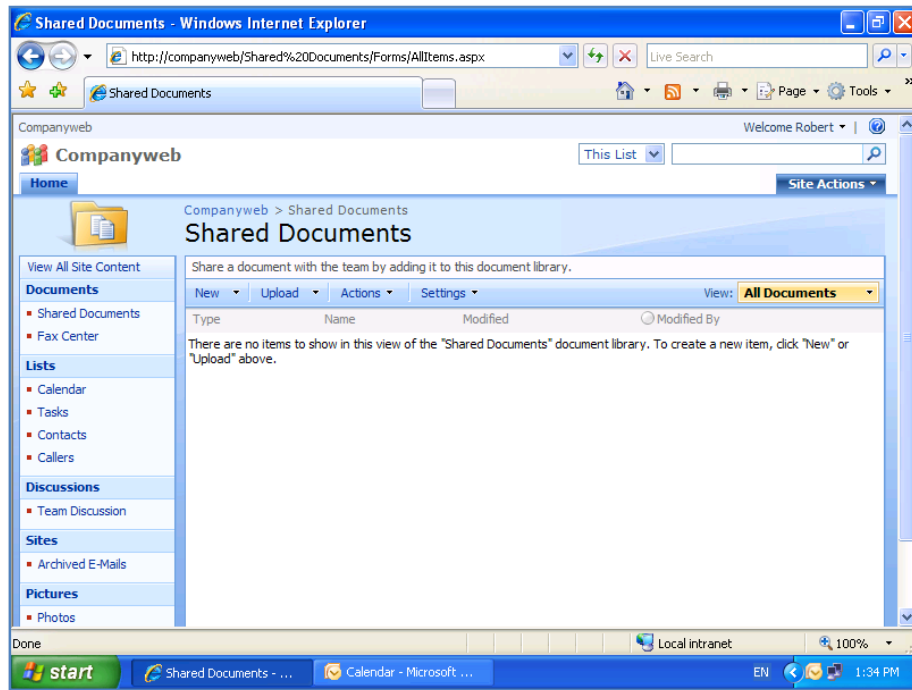 Shared Documents - Windows Internet Explorer
http://companyweb/Shared%20Documents/Forms/AllItems.aspx
Live Search
Shared Documents
Page
Tools
»
Companyweb
Welcome Robert
Companyweb
This List
Home
Site Actions
Companyweb > Shared Documents
Shared Documents
View All Site Content
Share a document with the team by adding it to this document library.
Documents
New
Upload
Actions
Settings
View: All Documents
Shared Documents
Type Name Modified Modified By
Fax Center
There are no items to show in this view of the "Shared Documents" document library. To create a new item, click "New" or
"Upload" above.
Lists
Calendar
Tasks
Contacts
Callers
Discussions
Team Discussion
Sites
Archived E-Mails
Pictures
Photos
Done
Local intranet
100%
start
Shared Documents - ...
Calendar - Microsoft ...
EN
1:34 PM